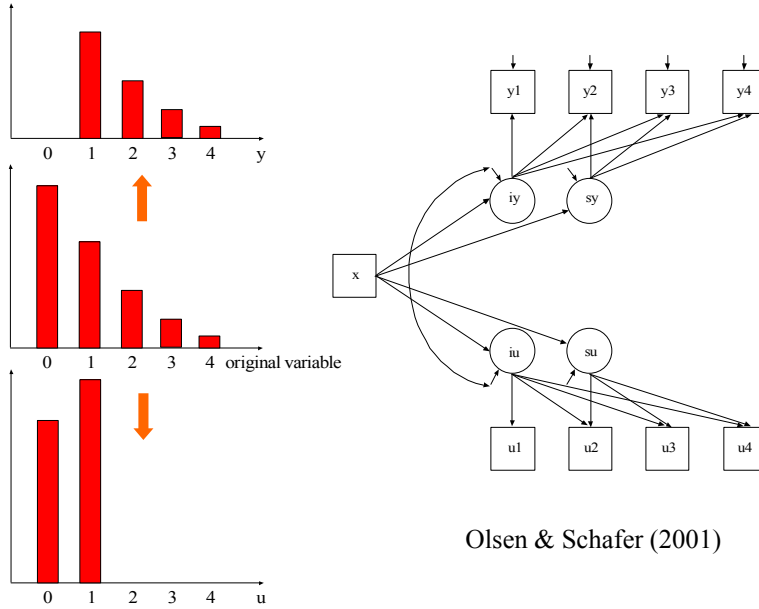 0 1 2 3 4 y
0 1 2 3 4 original variable
0 1 2 3 4 u
y1 y2 y3 y4
iy sy
x
iu su
u1 u2 u3 u4
Olsen & Schafer (2001)